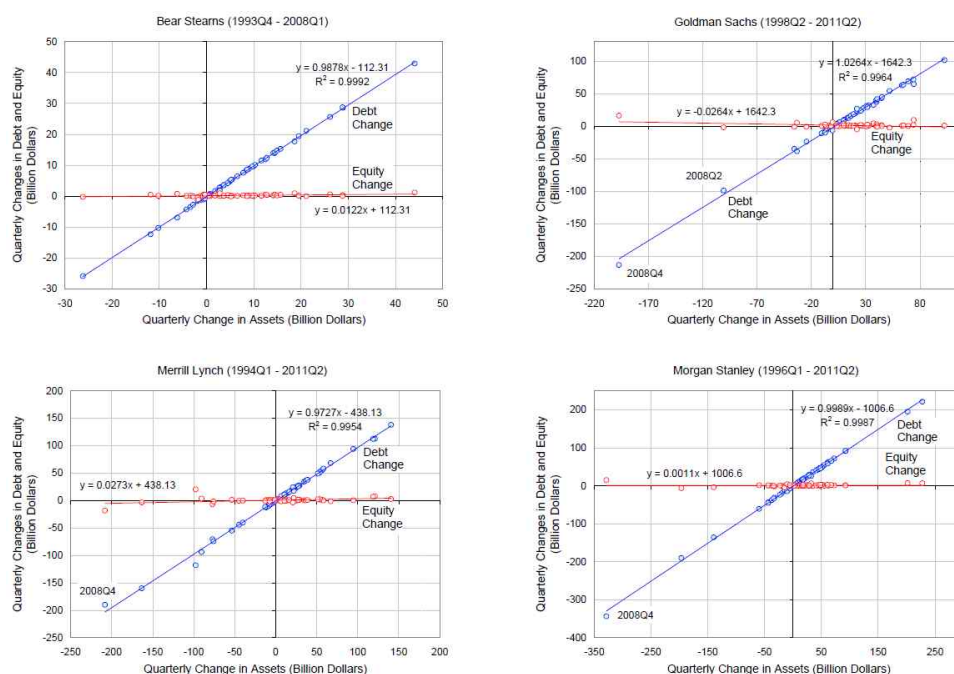 Bear Stearns (1993Q4 - 2008Q1)
Quarterly Changes in Debt and Equity
(Billion Dollars)
50
40
30
20
10
0
-10
-20
-30
y = 0.9878x - 112.31
R² = 0.9992
Debt
Change
Equity
Change
y = 0.0122x + 112.31
-30 -20 -10 0 10 20 30 40 50
Quarterly Change in Assets (Billion Dollars)
Goldman Sachs (1998Q2 - 2011Q2)
Quarterly Changes in Debt and Equity
(Billion Dollars)
100
50
0
-50
-100
-150
-200
-250
y = 1.0264x - 1642.3
R² = 0.9964
y = -0.0264x + 1642.3
Equity
Change
2008Q2
Debt
Change
2008Q4
-220 -170 -120 -70 -20 30 80
Quarterly Change in Assets (Billion Dollars)
Merrill Lynch (1994Q1 - 2011Q2)
Quarterly Changes in Debt and Equity
(Billion Dollars)
200
150
100
50
0
-50
-100
-150
-200
-250
y = 0.9727x - 438.13
R² = 0.9954
Debt
Change
y = 0.0273x + 438.13
Equity
Change
2008Q4
-250 -200 -150 -100 -50 0 50 100 150 200
Quarterly Change in Assets (Billion Dollars)
Morgan Stanley (1996Q1 - 2011Q2)
Quarterly Changes in Debt and Equity
(Billion Dollars)
200
100
0
-100
-200
-300
-400
y = 0.9989x - 1006.6
R² = 0.9987
Debt
Change
Equity
Change
y = 0.0011x + 1006.6
2008Q4
-350 -250 -150 -50 50 150 250
Quarterly Change in Assets (Billion Dollars)